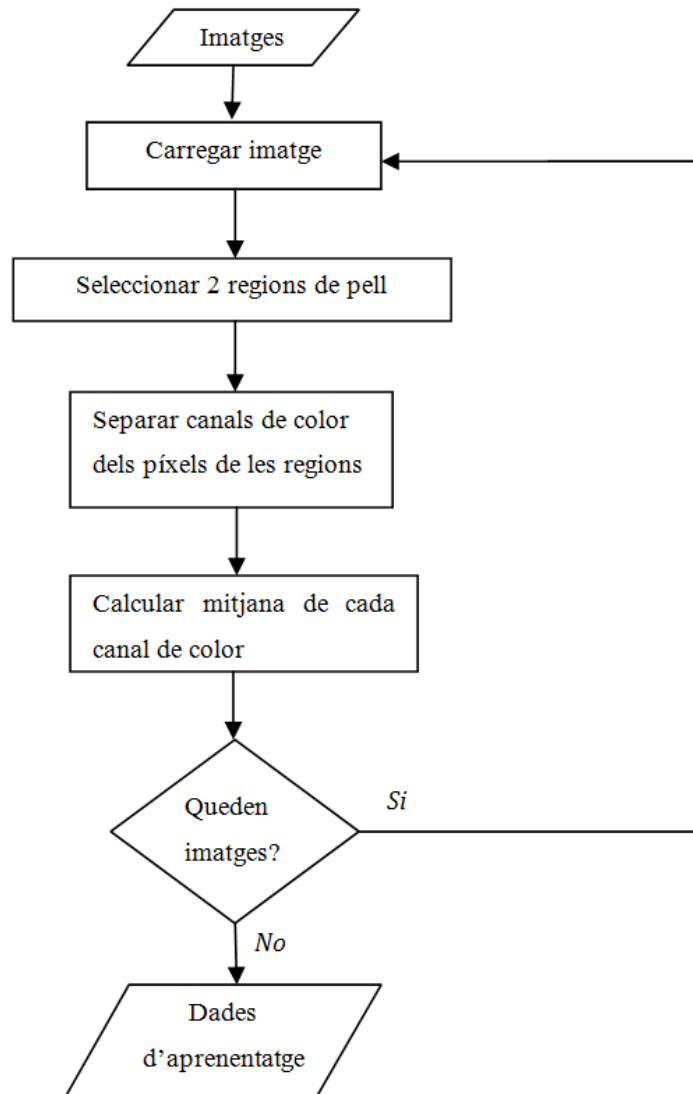 Imatges
Carregar imatge
Seleccionar 2 regions de pell
Separar canals de color
dels píxels de les regions
Calcular mitjana de cada
canal de color
Queden
imatges?
Si
No
Dades
d’aprenentatge